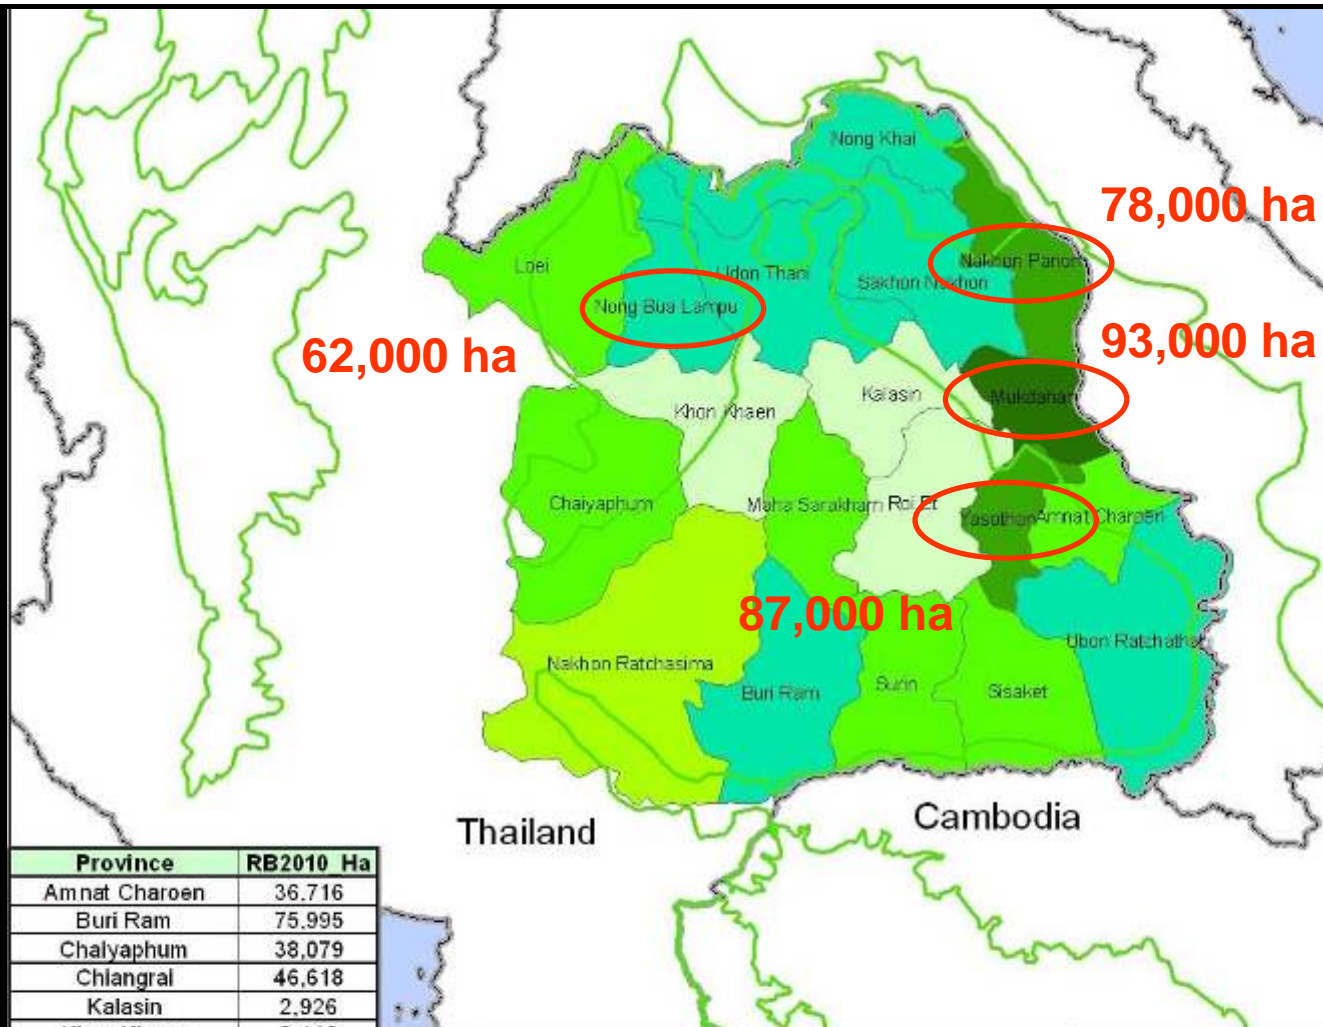 Nong Khai
78,000 ha
Nakhon Panon
Loei
Udon Thani
Sakhon Nakhon
Nong Bua Lampu
62,000 ha
93,000 ha
Kalasin
Mukdahan
Khon Khaen
Chaiyaphum
Maha Sarakham
Roi Et
Yasothon
Amnat Charoen
87,000 ha
Ubon Ratchathani
Nakhon Ratchasima
Buri Ram
Surin
Sisaket
Thailand
Cambodia
Province RB2010_Ha
Amnat Charoen 36.716
Buri Ram 75.995
Chaiyaphum 38,079
Chiangrai 46,618
Kalasin 2,926